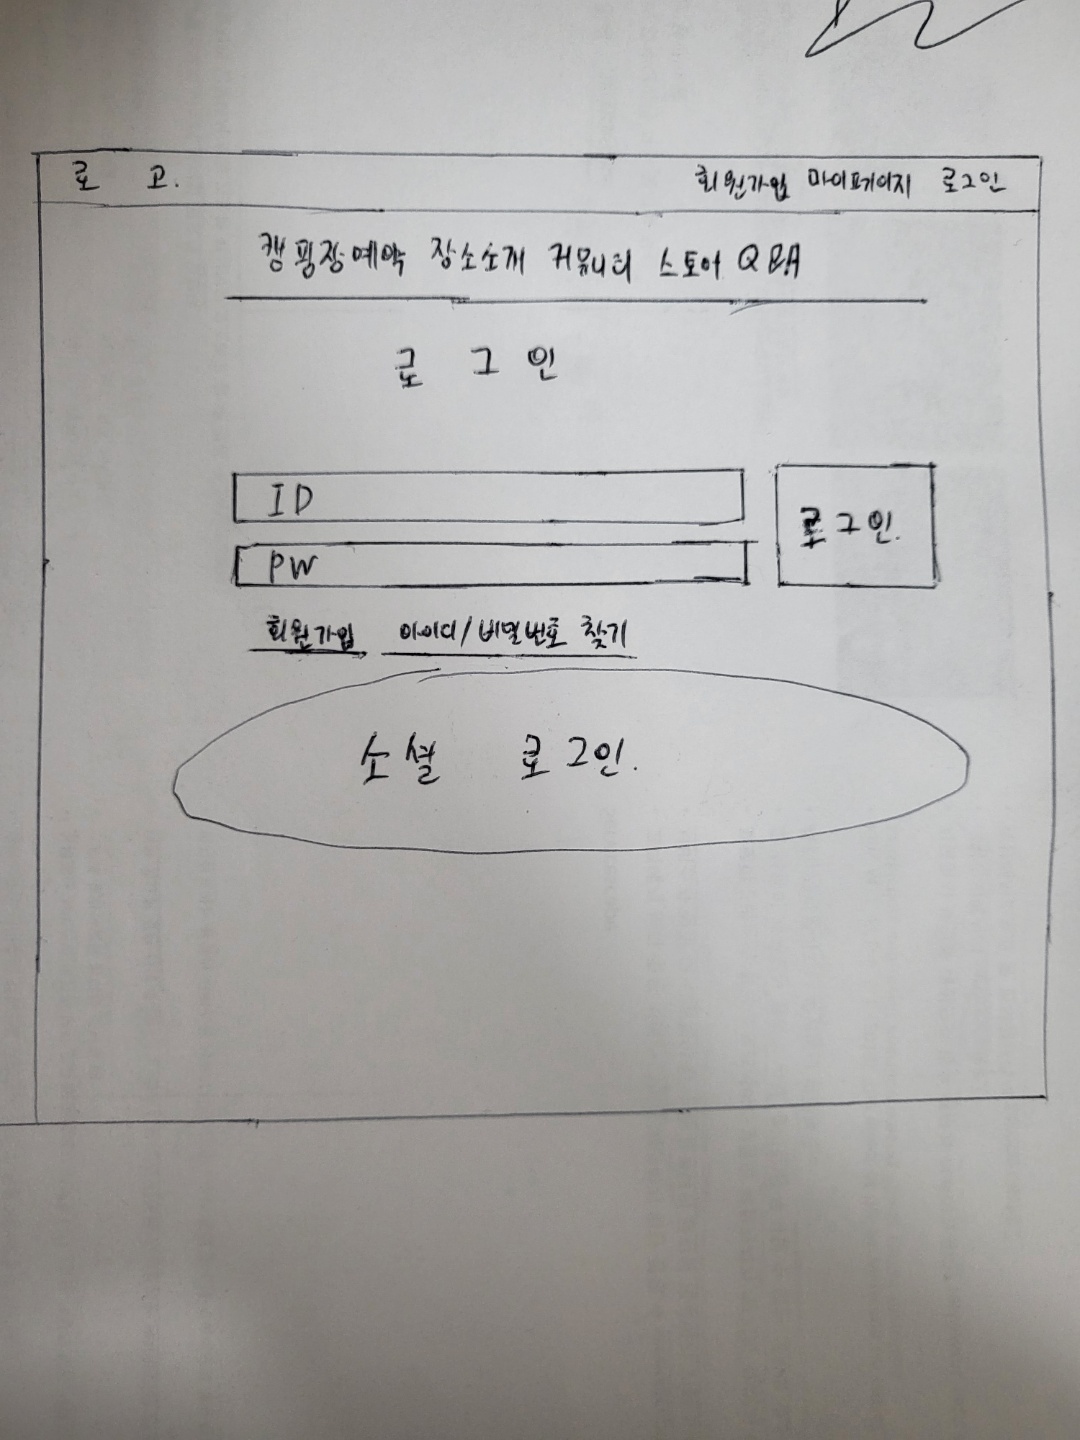 로 고.
회원가입 마이페이지 로그인
캠핑장예약 장소소개 커뮤니티 스토어 Q&A
로 그 인
ID
로그인.
PW
회원가입 아이디/비밀번호 찾기
소셜 로그인.